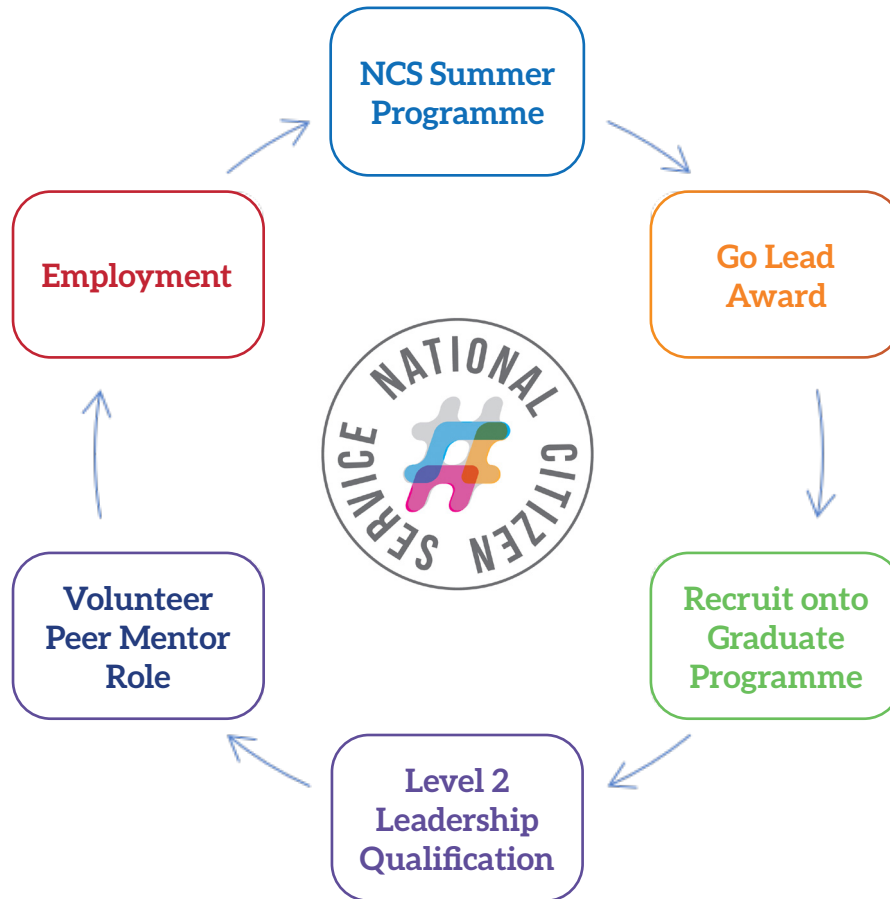 NCS Summer
Programme
Go Lead
Award
Recruit onto
Graduate
Programme
Level 2
Leadership
Qualification
Volunteer
Peer Mentor
Role
Employment
NATIONAL CITIZEN SERVICE